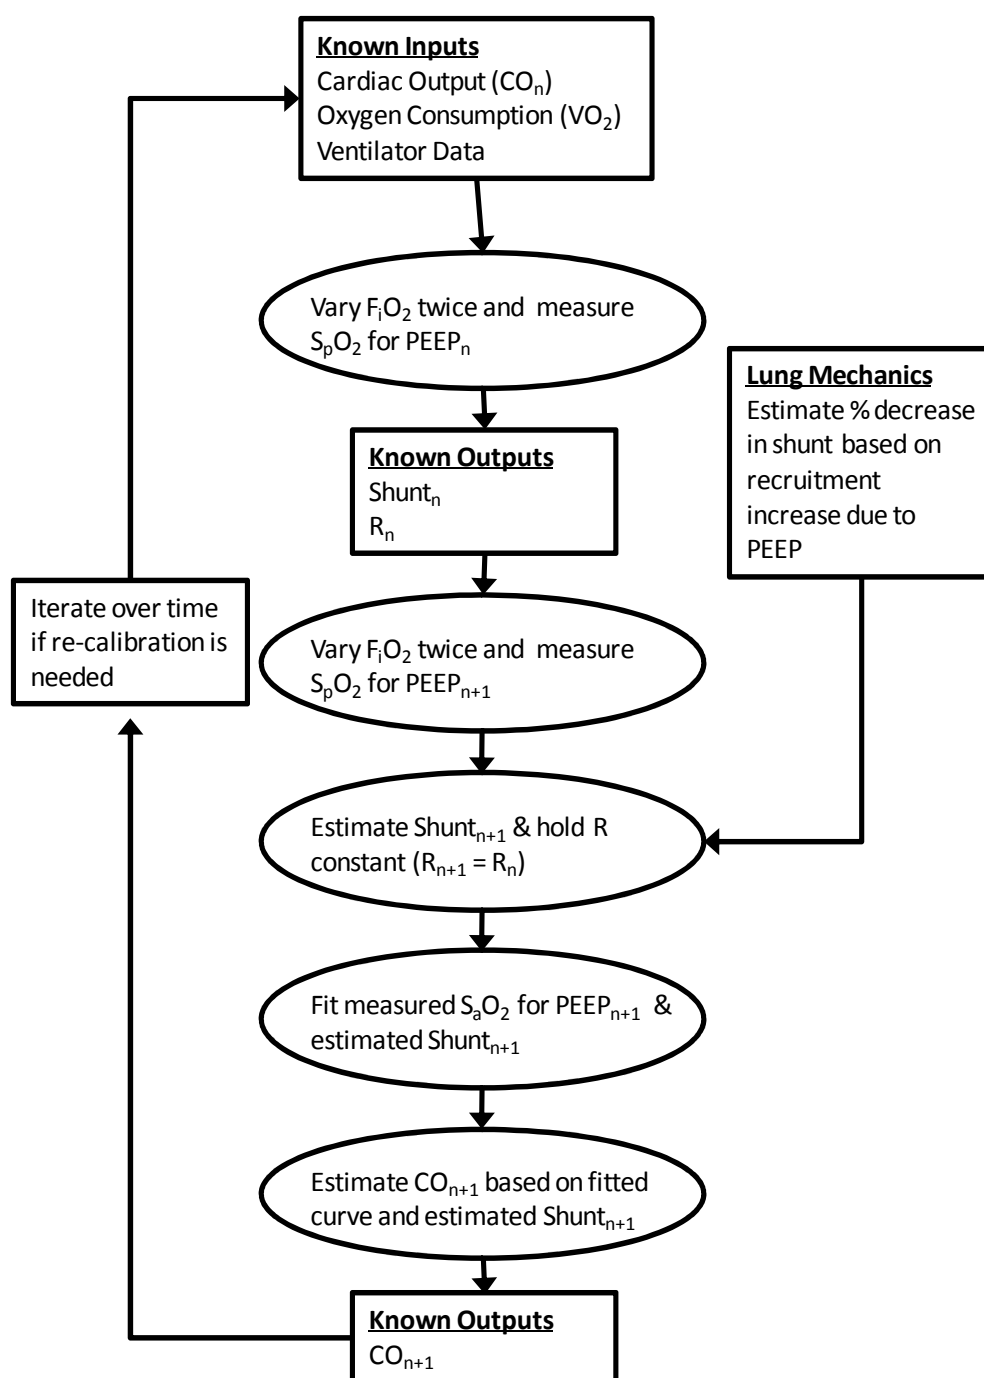 Known Inputs
Cardiac Output (COn)
Oxygen Consumption (VO2)
Ventilator Data
Vary FiO2 twice and measure
SpO2 for PEEPn
Lung Mechanics
Estimate % decrease
in shunt based on
recruitment
increase due to
PEEP
Known Outputs
Shuntn
Rn
Iterate over time
if re-calibration is
needed
Vary FiO2 twice and measure
SpO2 for PEEPn+1
Estimate Shuntn+1 & hold R
constant (Rn+1 = Rn)
Fit measured SaO2 for PEEPn+1 &
estimated Shuntn+1
Estimate COn+1 based on fitted
curve and estimated Shuntn+1
Known Outputs
COn+1